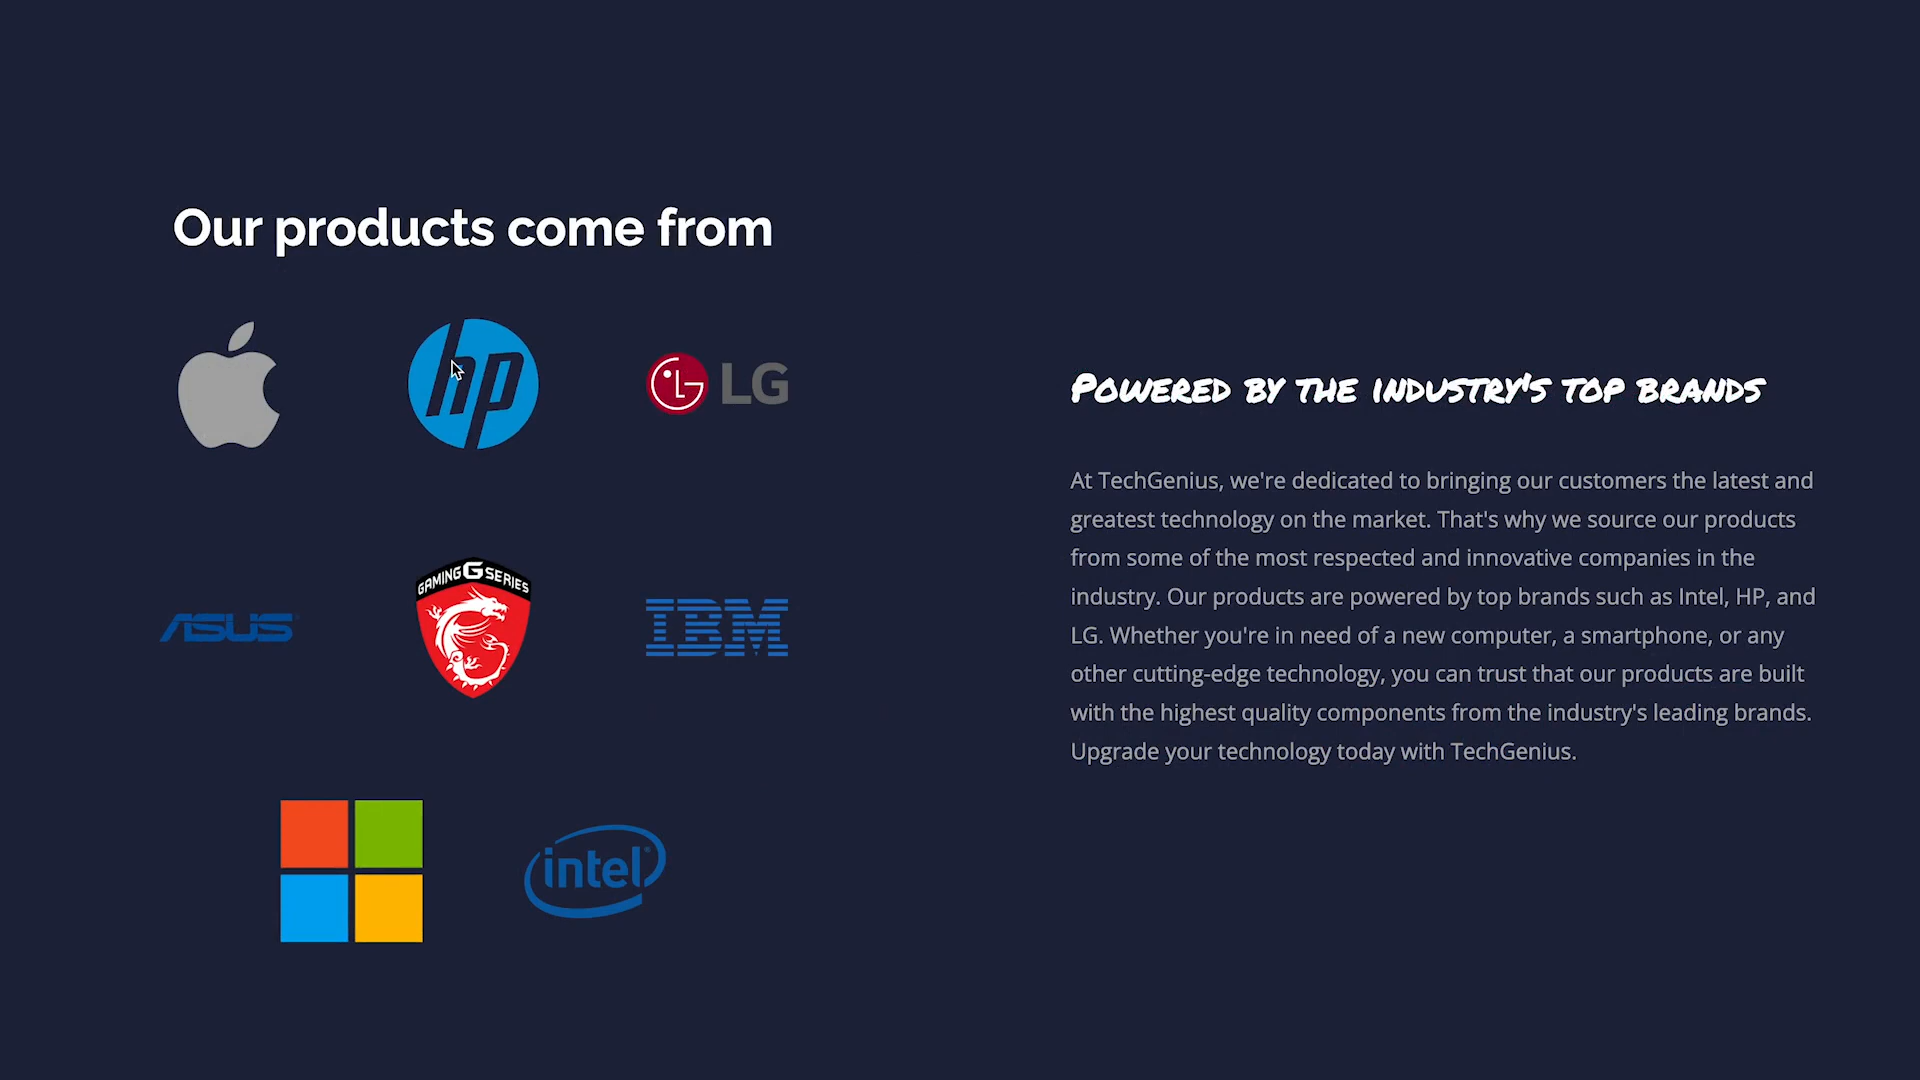 Our products come from
hp
LG
LG
ASUS
GAMING G SERIES
IBM
intel
POWERED BY THE INDUSTRY'S TOP BRANDS
At TechGenius, we're dedicated to bringing our customers the latest and
greatest technology on the market. That's why we source our products
from some of the most respected and innovative companies in the
industry. Our products are powered by top brands such as Intel, HP, and
LG. Whether you're in need of a new computer, a smartphone, or any
other cutting-edge technology, you can trust that our products are built
with the highest quality components from the industry's leading brands.
Upgrade your technology today with TechGenius.